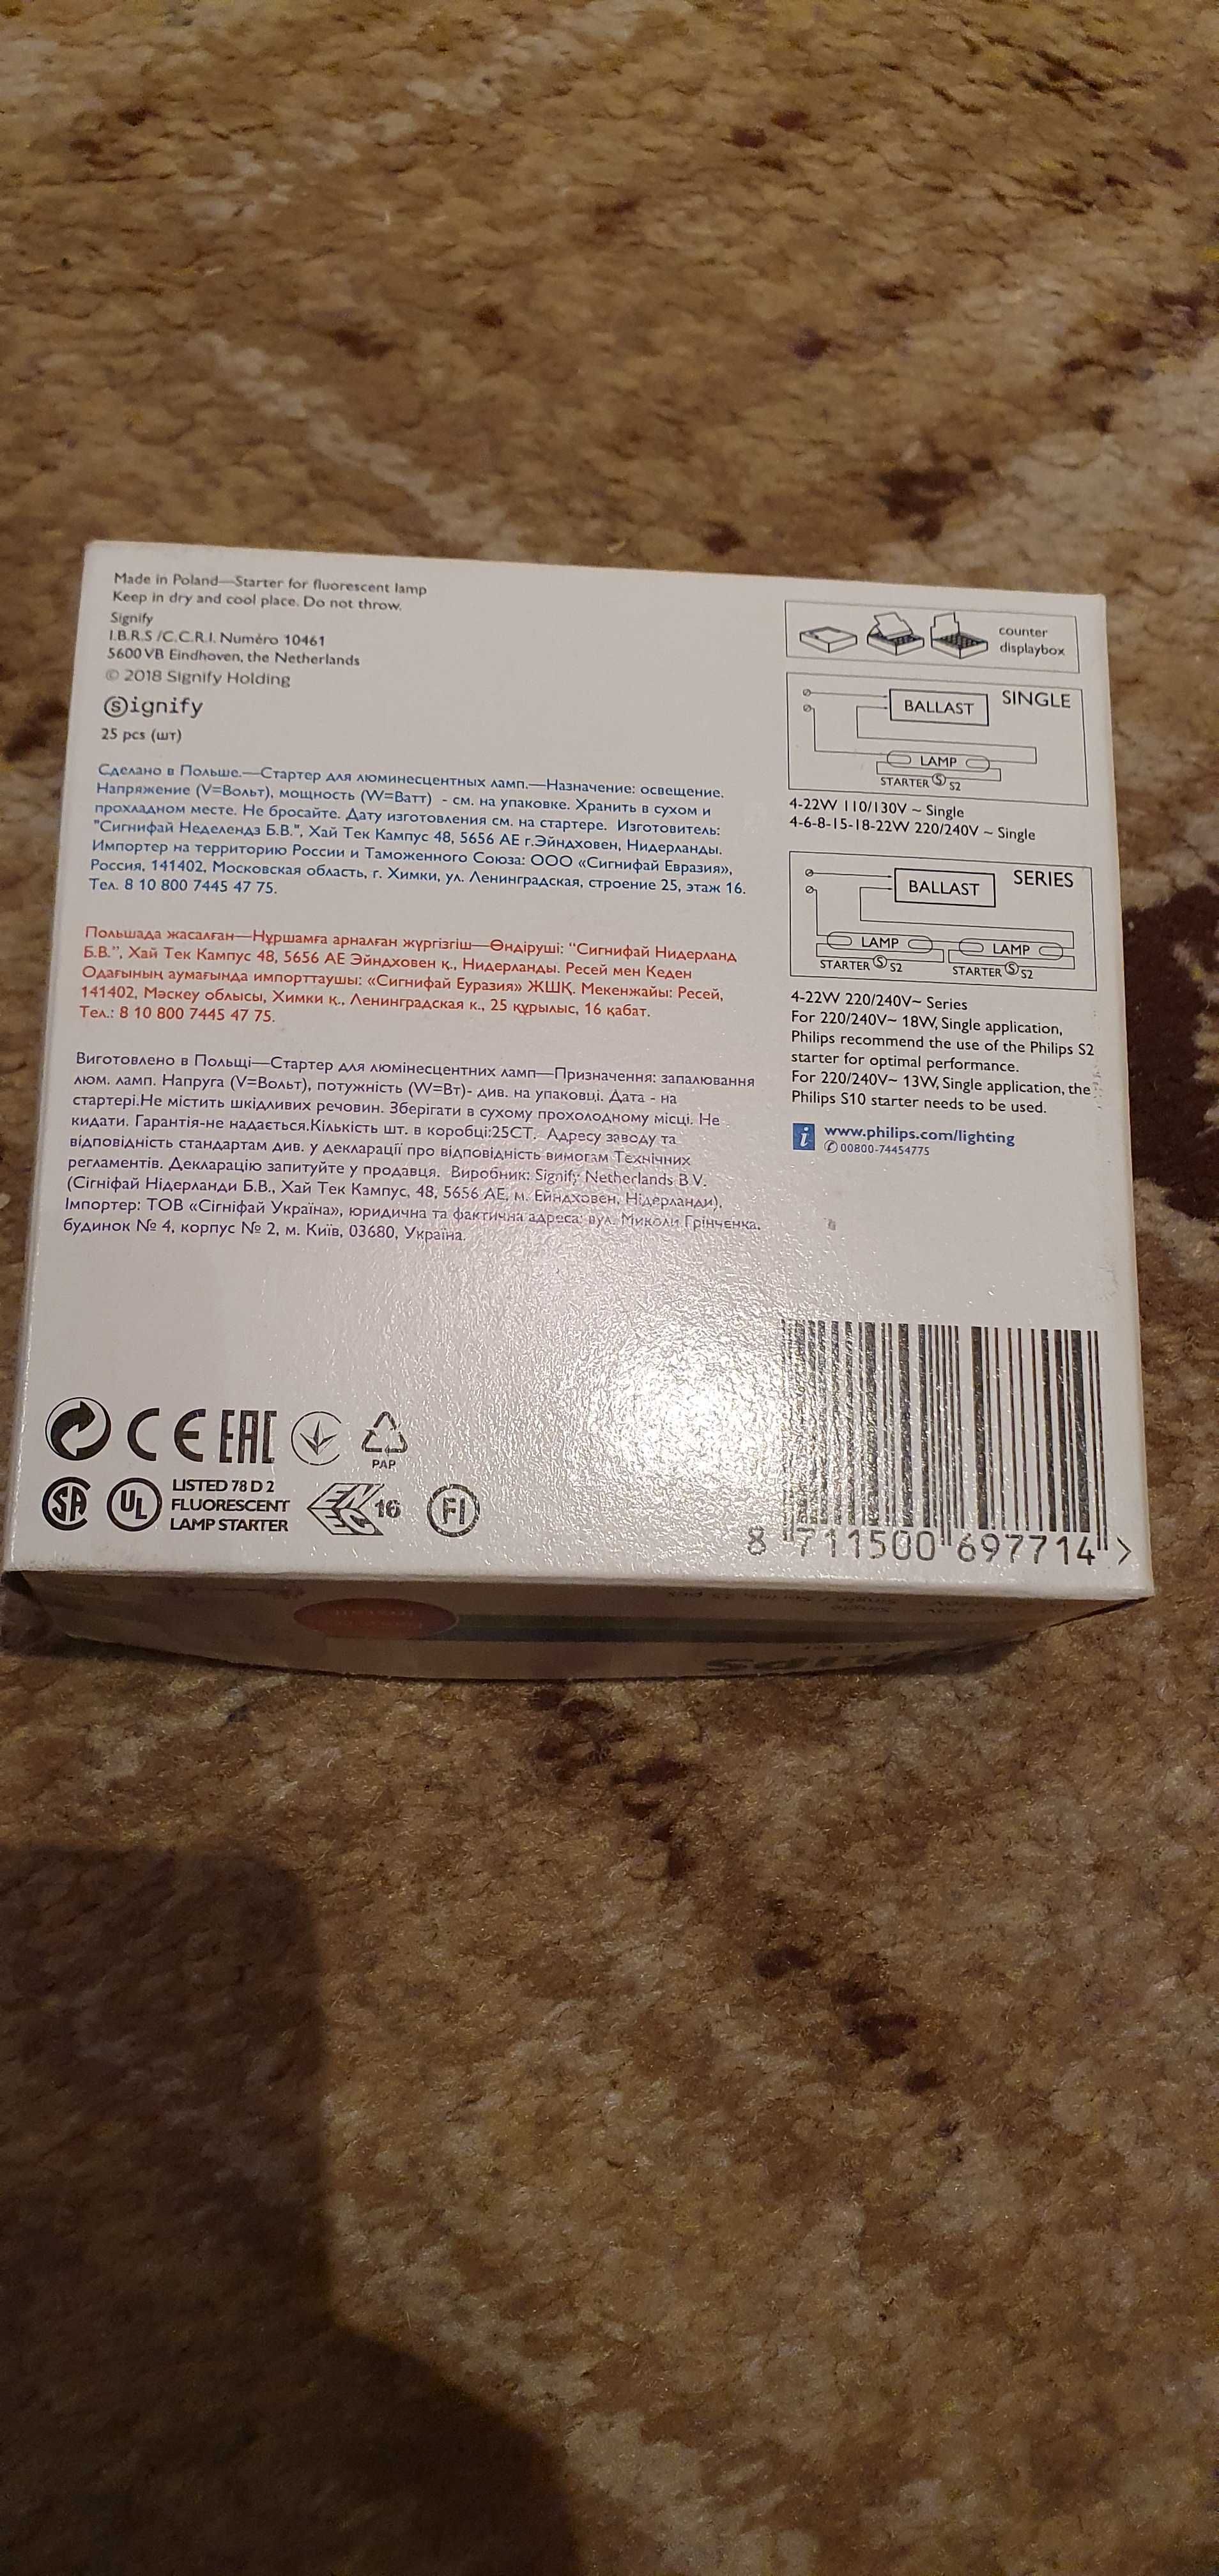 Made in Poland—Starter for fluorescent lamp
Keep in dry and cool place. Do not throw.
Signify
I.B.R.S /C.C.R.I. Numéro 10461
5600 VB Eindhoven, the Netherlands
© 2018 Signify Holding
Signify
25 pcs (шт)
Сделано в Польше.—Стартер для люминесцентных ламп.—Назначение: освещение.
Напряжение (V=Вольт), мощность (W=Ватт) - см. на упаковке. Хранить в сухом и
прохладном месте. Не бросайте. Дату изготовления см. на стартере. Изготовитель:
"Сигнифай Неделендз Б.В.", Хай Тек Кампус 48, 5656 АЕ г.Эйндховен, Нидерланды.
Импортер на территорию России и Таможенного Союза: ООО «Сигнифай Евразия»,
Россия, 141402, Московская область, г. Химки, ул. Ленинградская, строение 25, этаж 16.
Тел. 8 10 800 7445 47 75.
Польшада жасалған—Нұршамға арналған жүргізгіш—Өндіруші: "Сигнифай Нидерланд
Б.В.", Хай Тек Кампус 48, 5656 АЕ Эйндховен қ., Нидерланды. Ресей мен Кеден
Одағының аумағында импорттаушы: «Сигнифай Еуразия» ЖШҚ. Мекенжайы: Ресей,
141402, Мәскеу облысы, Химки қ., Ленинградская к., 25 құрылыс, 16 қабат.
Тел.: 8 10 800 7445 47 75.
Виготовлено в Польщі—Стартер для люмінесцентних ламп—Призначення: запалювання
люм. ламп. Напруга (V=Вольт), потужність (W=Вт)- див. на упаковці. Дата - на
стартері.Не містить шкідливих речовин. Зберігати в сухому прохолодному місці. Не
кидати. Гарантія-не надається.Кількість шт. в коробці:25CT. Адресу заводу та
відповідність стандартам див. у декларації про відповідність вимогам Технічних
регламентів. Декларацію запитуйте у продавця. Виробник: Signify Netherlands B.V.
(Сігніфай Нідерланди Б.В., Хай Тек Кампус, 48, 5656 АЕ, м. Ейндховен, Нідерланди),
Імпортер: ТОВ «Сігніфай Україна», юридична та фактична адреса: вул. Миколи Грінченка,
будинок № 4, корпус № 2, м. Київ, 03680, Україна.
counter
displaybox
SINGLE
BALLAST
LAMP
STARTER S S2
4-22W 110/130V ~ Single
4-6-8-15-18-22W 220/240V ~ Single
SERIES
BALLAST
LAMP LAMP
STARTER S S2 STARTER S S2
4-22W 220/240V~ Series
For 220/240V~ 18W, Single application,
Philips recommend the use of the Philips S2
starter for optimal performance.
For 220/240V~ 13W, Single application, the
Philips S10 starter needs to be used.
i www.philips.com/lighting
00800-74454775
CE EAC
PAP
SA UL LISTED 78 D 2
FLUORESCENT
LAMP STARTER
ENEC 16 FI
8 711500 697714 >